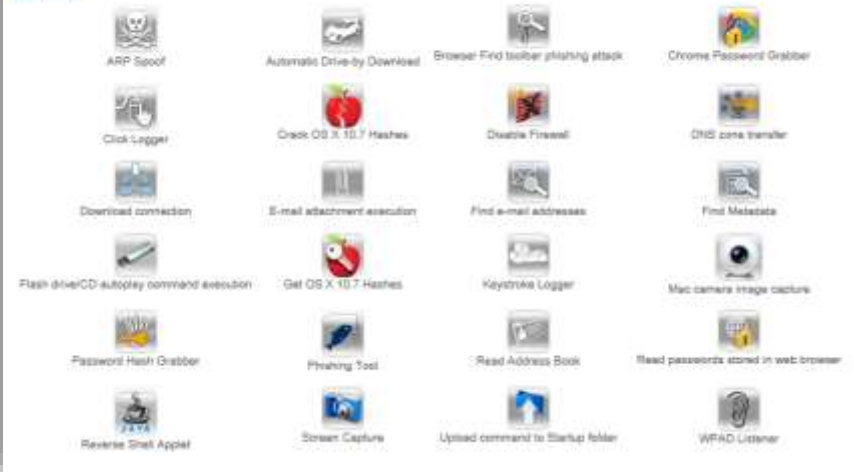 ARP Spoof
Automatic Drive-by Download
Browser Find toolbar phishing attack
Chrome Password Grabber
Click Logger
Crack OS X 10.7 Hashes
Disable Firewall
DNS zone transfer
Download connection
E-mail attachment execution
Find e-mail addresses
Find Metadata
Flash drive/CD autoplay command execution
Get OS X 10.7 Hashes
Keystroke Logger
Mac camera image capture
Password Hash Grabber
Phishing Tool
Read Address Book
Read passwords stored in web browser
JAVA
Reverse Shell Applet
Screen Capture
Upload command to Startup folder
WPAD Listener